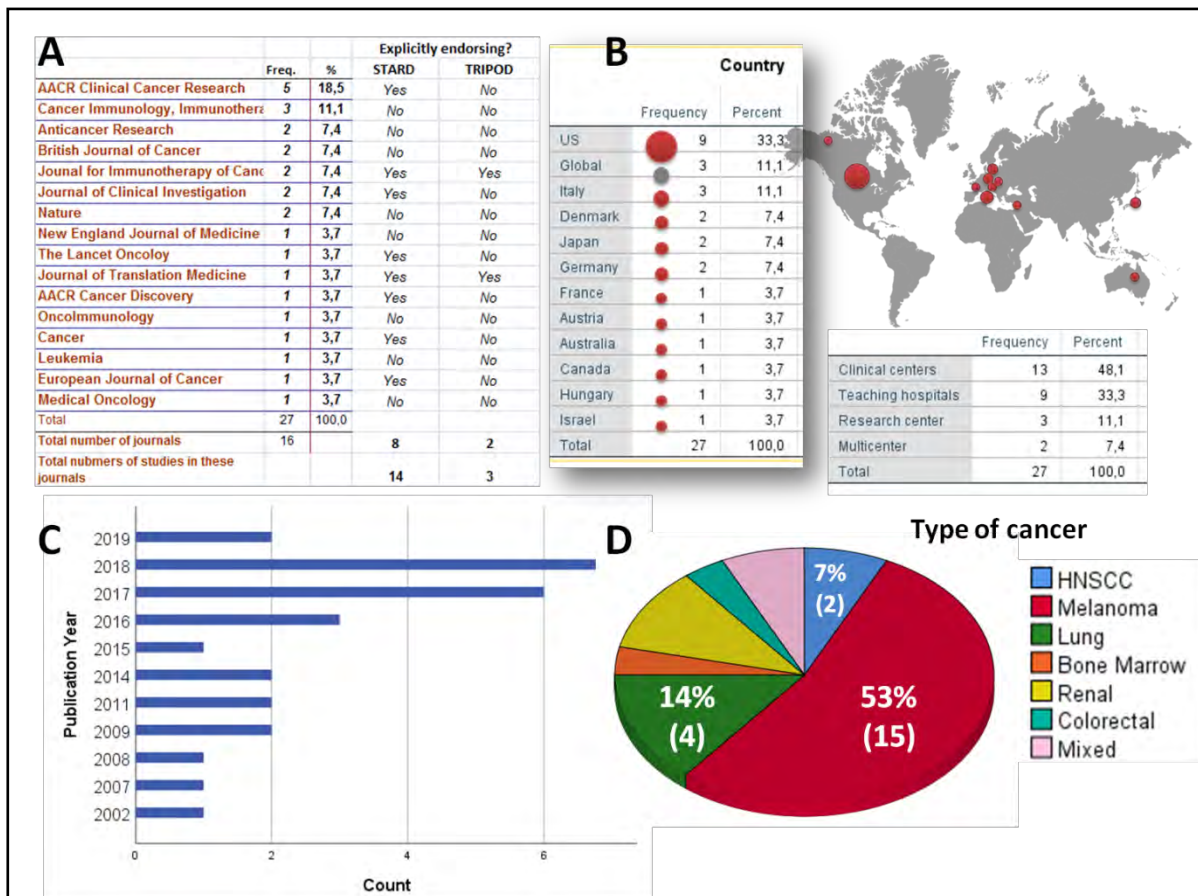 A
Explicitly endorsing?
Freq. % STARD TRIPOD
AACR Clinical Cancer Research 5 18,5 Yes No
Cancer Immunology, Immunothera 3 11,1 No No
Anticancer Research 2 7,4 No No
British Journal of Cancer 2 7,4 No No
Jounal for Immunotherapy of Canc 2 7,4 Yes Yes
Journal of Clinical Investigation 2 7,4 Yes No
Nature 2 7,4 No No
New England Journal of Medicine 1 3,7 No No
The Lancet Oncoloy 1 3,7 Yes No
Journal of Translation Medicine 1 3,7 Yes Yes
AACR Cancer Discovery 1 3,7 Yes No
OncoImmunology 1 3,7 No No
Cancer 1 3,7 Yes No
Leukemia 1 3,7 No No
European Journal of Cancer 1 3,7 Yes No
Medical Oncology 1 3,7 No No
Total 27 100,0
Total number of journals 16 8 2
Total nubmers of studies in these
journals 14 3
B
Country
Frequency Percent
US 9 33,3
Global 3 11,1
Italy 3 11,1
Denmark 2 7,4
Japan 2 7,4
Germany 2 7,4
France 1 3,7
Austria 1 3,7
Australia 1 3,7
Canada 1 3,7
Hungary 1 3,7
Israel 1 3,7
Total 27 100,0
Frequency Percent
Clinical centers 13 48,1
Teaching hospitals 9 33,3
Research center 3 11,1
Multicenter 2 7,4
Total 27 100,0
C
Publication Year
2019
2018
2017
2016
2015
2014
2011
2009
2008
2007
2002
0 2 4 6
Count
D
Type of cancer
7%
(2)
53%
(15)
14%
(4)
HNSCC
Melanoma
Lung
Bone Marrow
Renal
Colorectal
Mixed